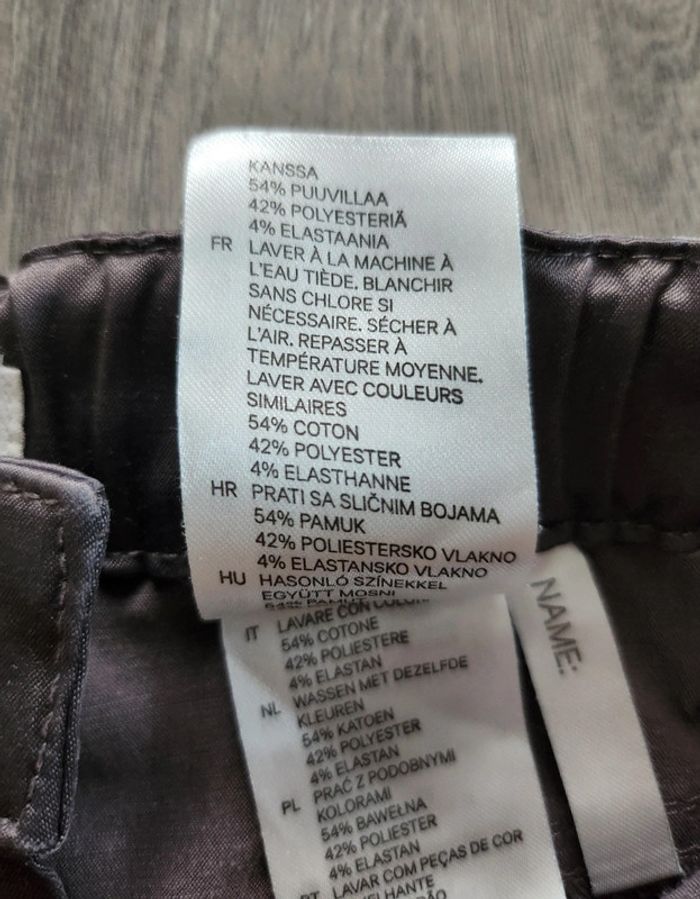 KANSSA
54% PUUVILLAA
42% POLYESTERIÄ
4% ELASTAANIA
FR LAVER À LA MACHINE À
L'EAU TIÈDE. BLANCHIR
SANS CHLORE SI
NÉCESSAIRE. SÉCHER À
L'AIR. REPASSER À
TEMPÉRATURE MOYENNE.
LAVER AVEC COULEURS
SIMILAIRES
54% COTON
42% POLYESTER
4% ELASTHANNE
HR PRATI SA SLIČNIM BOJAMA
54% PAMUK
42% POLIESTERSKO VLAKNO
4% ELASTANSKO VLAKNO
HU HASONLÓ SZÍNEKKEL
EGYÜTT MOSNI
54% PAMUT
IT LAVARE CON
54% COTONE
42% POLIESTERE
4% ELASTAN
NL WASSEN MET DEZELFDE
KLEUREN
54% KATOEN
42% POLYESTER
4% ELASTAN
PL PRAĆ Z PODOBNYMI
KOLORAMI
54% BAWEŁNA
42% POLIESTER
4% ELASTAN
PT LAVAR COM PEÇAS DE COR
NAME: